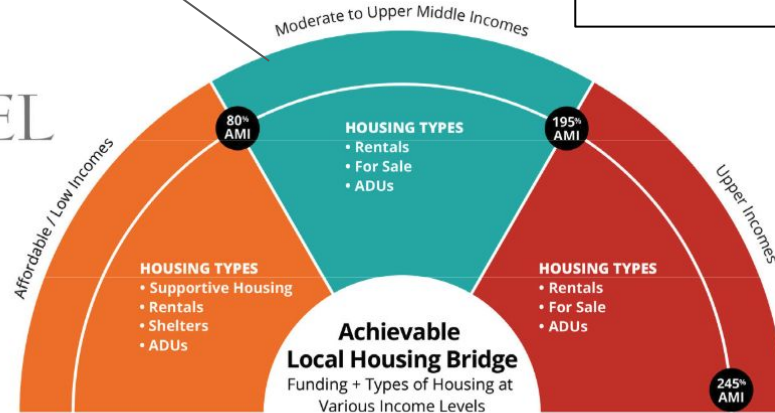 Moderate to Upper Middle Incomes
EL
80%
AMI
195%
AMI
HOUSING TYPES
• Rentals
• For Sale
• ADUs
Affordable / Low Incomes
Upper Incomes
HOUSING TYPES
• Supportive Housing
• Rentals
• Shelters
• ADUs
HOUSING TYPES
• Rentals
• For Sale
• ADUs
Achievable
Local Housing Bridge
Funding + Types of Housing at
Various Income Levels
245%
AMI